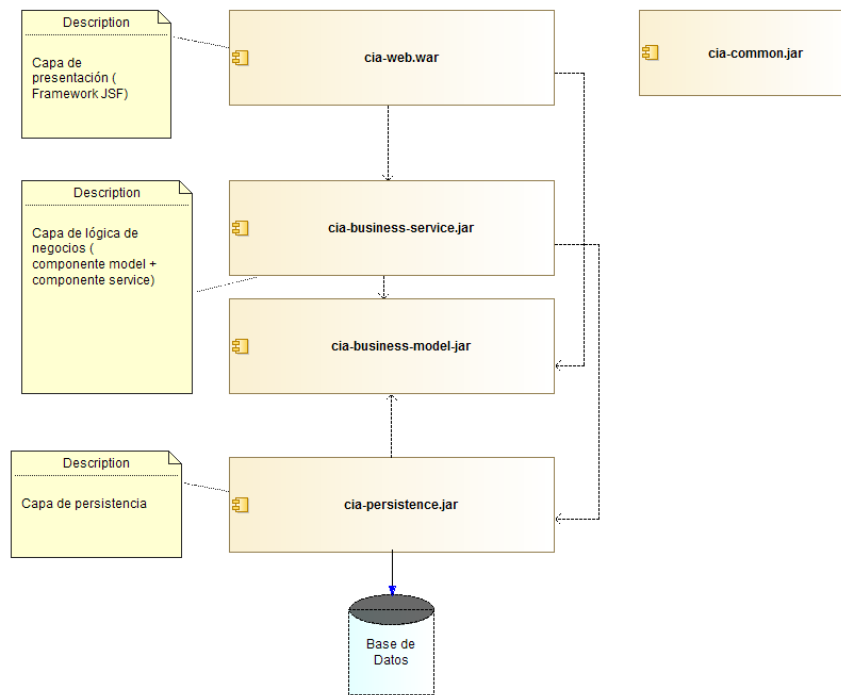 Description
Capa de
presentación (
Framework JSF)
cia-web.war
cia-common.jar
Description
Capa de lógica de
negocios (
componente model +
componente service)
cia-business-service.jar
cia-business-model-jar
Description
Capa de persistencia
cia-persistence.jar
Base de
Datos